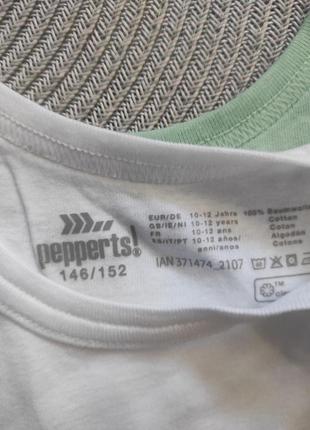 pepperts!®
146/152
EUR/DE 10-12 Jahre 100% Baumwolle
GB/IE/NI 10-12 years Cotton
FR 10-12 ans Coton
ES/IT/PT 10-12 años/ Algodón
anni/anos Cotone
IAN 371474_2107
TM